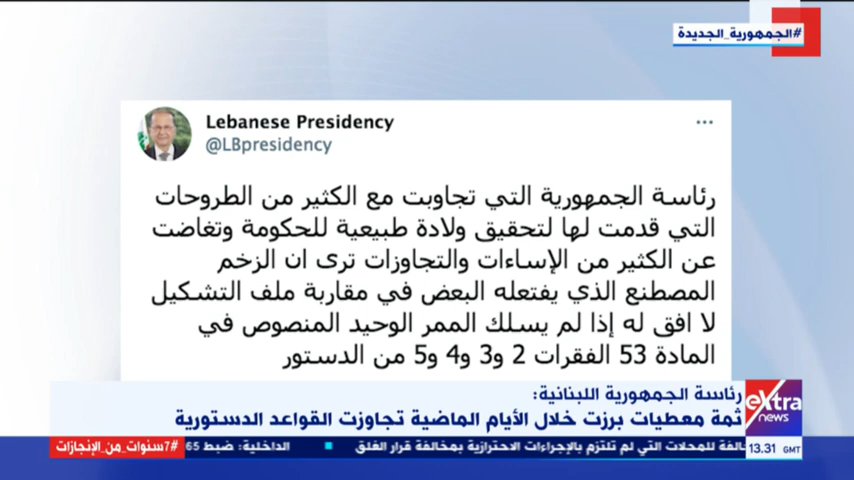 #الجمهورية_الجديدة
Lebanese Presidency
@LBpresidency
رئاسة الجمهورية التي تجاوبت مع الكثير من الطروحات
التي قدمت لها لتحقيق ولادة طبيعية للحكومة وتغاضت
عن الكثير من الإساءات والتجاوزات ترى ان الزخم
المصطنع الذي يفتعله البعض في مقاربة ملف التشكيل
لا افق له إذا لم يسلك الممر الوحيد المنصوص في
المادة 53 الفقرات 2 و3 و4 و5 من الدستور
رئاسة الجمهورية اللبنانية:
ثمة معطيات برزت خلال الأيام الماضية تجاوزت القواعد الدستورية
eXtra
news
13.31 GMT
الفة للمحلات التي لم تلتزم بالإجراءات الاحترازية بمخالفة قرار الغلق
الداخلية: ضبط 65
#7سنوات_من_الإنجازات